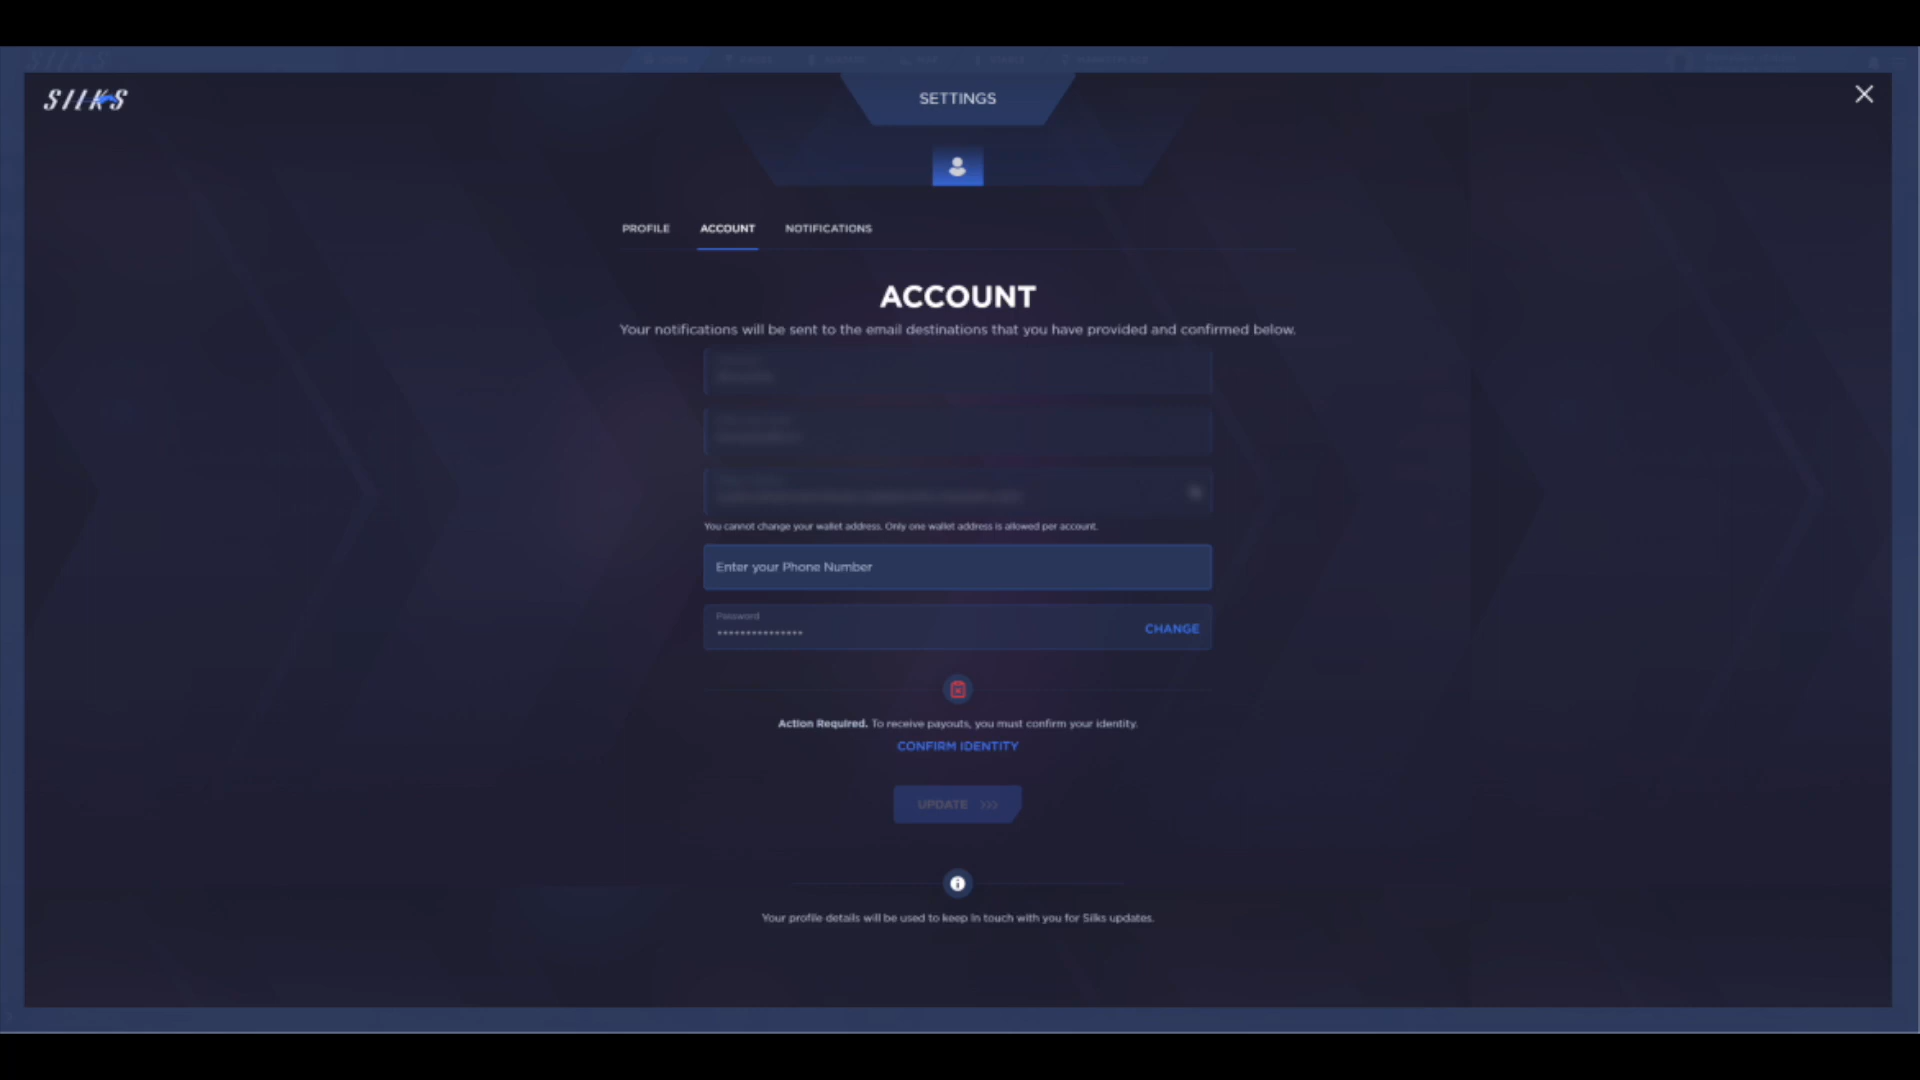 SILKS
SETTINGS
PROFILE
ACCOUNT
NOTIFICATIONS
ACCOUNT
Your notifications will be sent to the email destinations that you have provided and confirmed below.
You cannot change your wallet address. Only one wallet address is allowed per account.
Enter your Phone Number
Password
***************
CHANGE
Action Required. To receive payouts, you must confirm your identity.
CONFIRM IDENTITY
UPDATE >>>
Your profile details will be used to keep in touch with you for Silks updates.